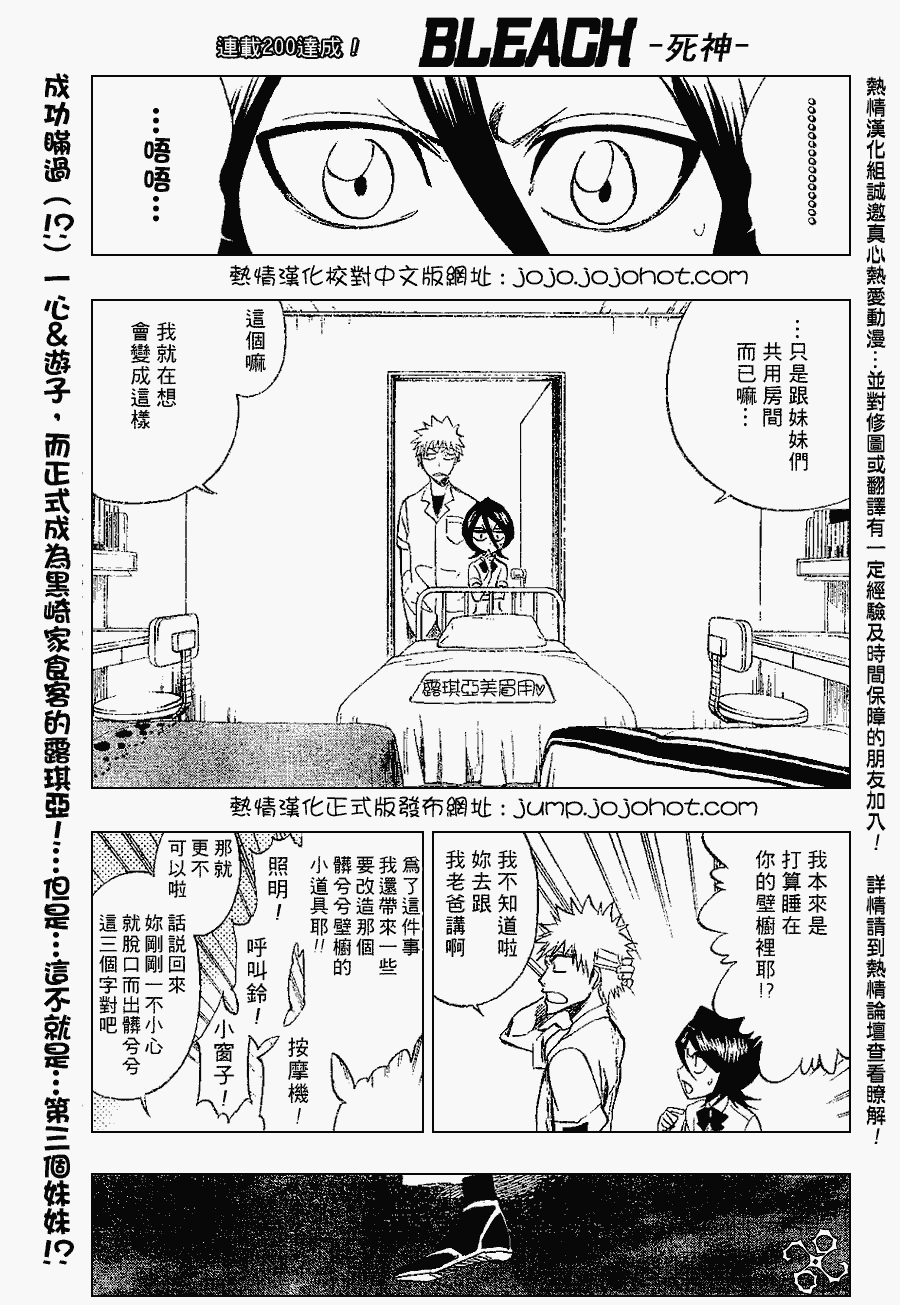 連載200達成！
BLEACH -死神-
熱情漢化組誠邀真心熱愛動漫…並對修圖或翻譯有一定經驗及時間保障的朋友加入！ 詳情請到熱情論壇查看瞭解！
…………
…唔唔…
熱情漢化校對中文版網址：jojo.jojohot.com
…只是跟妹妹們
共用房間
而已嘛…
這個嘛
我就在想
會變成這樣
露琪亞美眉用♥
熱情漢化正式版發布網址：jump.jojohot.com
我本來是
打算睡在
你的壁櫥裡耶!?
我不知道啦
妳去跟
我老爸講啊
為了這件事
我還帶來一些
要改造那個
髒兮兮壁櫥的
小道具耶!!
照明！
呼叫鈴！
小窗子！
按摩機！
那就
更不
可以啦
話說回來
妳剛剛一不小心
就脫口而出髒兮兮
這三個字對吧
成功瞞過（!?）一心＆遊子，而正式成為黑崎家食客的露琪亞！…但是…這不就是…第三個妹妹!?